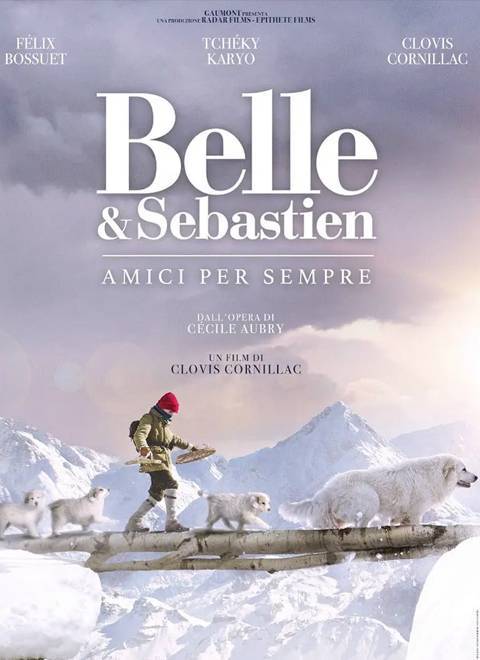 GAUMONT PRESENTA
UNA PRODUZIONE RADAR FILMS - EPITHETE FILMS
FÉLIX BOSSUET
TCHÉKY KARYO
CLOVIS CORNILLAC
Belle
& Sebastien
AMICI PER SEMPRE
DALL'OPERA DI
CÉCILE AUBRY
UN FILM DI
CLOVIS CORNILLAC